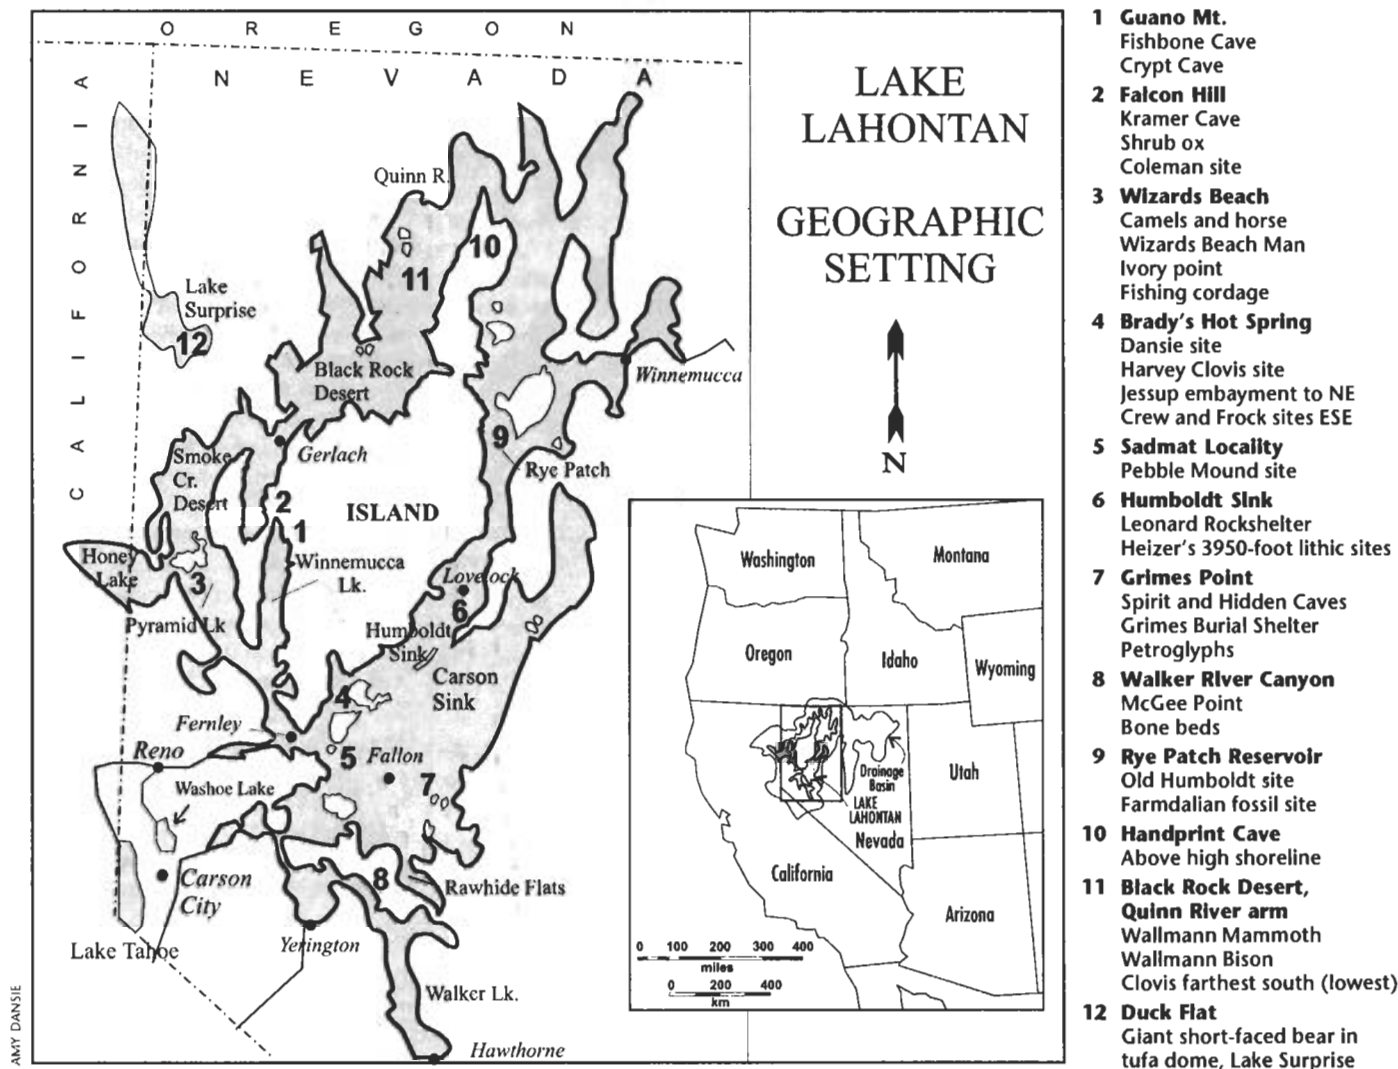 O R E G O N
N E V A D A
C A L I F O R N I A
LAKE
LAHONTAN
GEOGRAPHIC
SETTING
N
Quinn R.
10
11
Lake
Surprise
12
Black Rock
Desert
Winnemucca
Gerlach
9
Rye Patch
Smoke
Cr.
Desert
2
1
ISLAND
Honey
Lake
3
Winnemucca
Lk.
Lovelock
6
Pyramid Lk
Humboldt
Sink
Carson
Sink
4
Fernley
Reno
5
Fallon
7
Washoe Lake
8
Rawhide Flats
Carson
City
Yerington
Lake Tahoe
Walker Lk.
Hawthorne
AMY DANSIE
Washington
Montana
Oregon
Idaho
Wyoming
Drainage
Basin
LAKE
LAHONTAN
Utah
Nevada
California
Arizona
0 100 200 300 400
miles
0 200 400
km
1 Guano Mt.
Fishbone Cave
Crypt Cave
2 Falcon Hill
Kramer Cave
Shrub ox
Coleman site
3 Wizards Beach
Camels and horse
Wizards Beach Man
Ivory point
Fishing cordage
4 Brady's Hot Spring
Dansie site
Harvey Clovis site
Jessup embayment to NE
Crew and Frock sites ESE
5 Sadmat Locality
Pebble Mound site
6 Humboldt Sink
Leonard Rockshelter
Heizer's 3950-foot lithic sites
7 Grimes Point
Spirit and Hidden Caves
Grimes Burial Shelter
Petroglyphs
8 Walker River Canyon
McGee Point
Bone beds
9 Rye Patch Reservoir
Old Humboldt site
Farmdalian fossil site
10 Handprint Cave
Above high shoreline
11 Black Rock Desert,
Quinn River arm
Wallmann Mammoth
Wallmann Bison
Clovis farthest south (lowest)
12 Duck Flat
Giant short-faced bear in
tufa dome, Lake Surprise